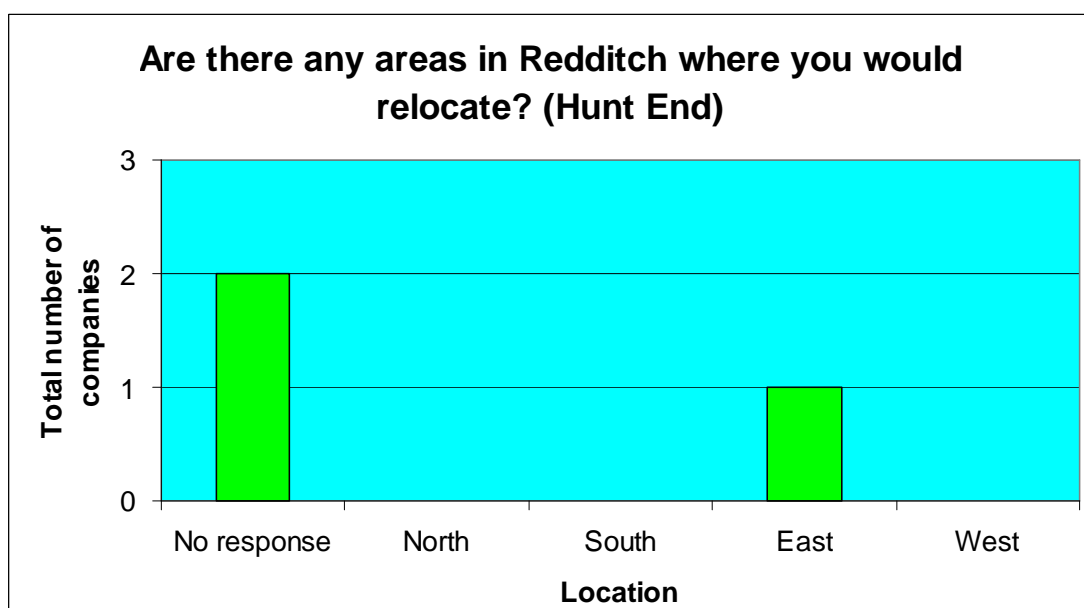 Are there any areas in Redditch where you would
relocate? (Hunt End)
Total number of
companies
3
2
1
0
No response
North
South
East
West
Location